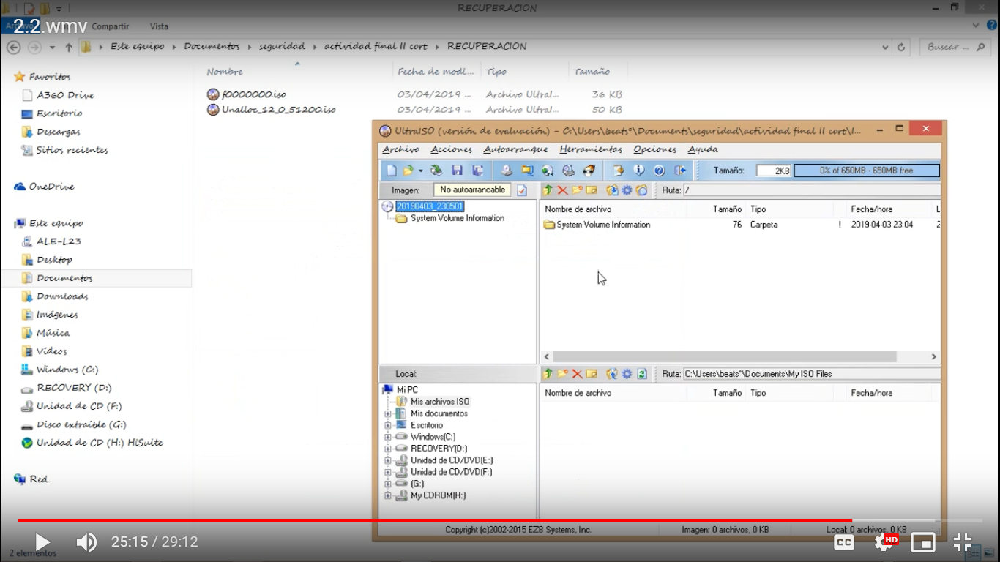 RECUPERACION
Archivo
2.2.wmv
Compartir
Vista
Este equipo
Documentos
seguridad
actividad final II cort
RECUPERACION
Buscar ...
Favoritos
A360 Drive
Escritorio
Descargas
Sitios recientes
OneDrive
Este equipo
ALE-L23
Desktop
Documentos
Downloads
Imágenes
Música
Vídeos
Windows (C:)
RECOVERY (D:)
Unidad de CD (F:)
Disco extraíble (G:)
Unidad de CD (H:) HiSuite
Red
2 elementos
Nombre Fecha de modi... Tipo Tamaño
f0000000.iso 03/04/2019 ... Archivo UltraI... 36 KB
Unalloc_12_0_51200.iso 03/04/2019 ... Archivo UltraI... 50 KB
UltraISO (versión de evaluación) - C:\Users\beats°\Documents\seguridad\actividad final II cort\I...
Archivo Acciones Autoarranque Herramientas Opciones Ayuda
Tamaño: 2KB 0% of 650MB - 650MB free
Imagen: No autoarrancable Ruta: /
20190403_230501
System Volume Information
Nombre de archivo Tamaño Tipo Fecha/hora L
System Volume Information 76 Carpeta ! 2019-04-03 23:04 2
Local: Ruta: C:\Users\beats°\Documents\My ISO Files
Mi PC
Mis archivos ISO
Mis documentos
Escritorio
Windows(C:)
RECOVERY(D:)
Unidad de CD/DVD(E:)
Unidad de CD/DVD(F:)
(G:)
My CDROM(H:)
Nombre de archivo Tamaño Tipo Fecha/hora
Copyright (c)2002-2015 EZB Systems, Inc. Imagen: 0 archivos, 0 KB Local: 0 archivos, 0 KB
25:15 / 29:12
CC
HD